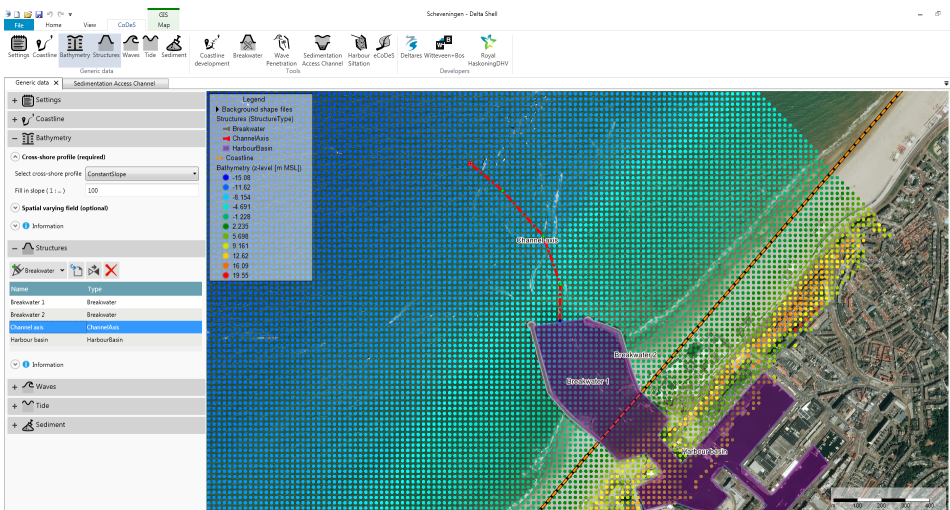 Scheveningen - Delta Shell
GIS
File Home View CoDeS Map
Settings Coastline Bathymetry Structures Waves Tide Sediment
Coastline development Breakwater Wave Penetration Sedimentation Access Channel Harbour Siltation eCoDeS
Deltares Witteveen+Bos Royal HaskoningDHV
Generic data Tools Developers
Generic data Sedimentation Access Channel
Settings
Coastline
Bathymetry
Cross-shore profile (required)
Select cross-shore profile ConstantSlope
Fill in slope ( 1 : ... ) 100
Spatial varying field (optional)
Information
Structures
Breakwater
Name Type
Breakwater 1 Breakwater
Breakwater 2 Breakwater
Channel axis ChannelAxis
Harbour basin HarbourBasin
Information
Waves
Tide
Sediment
Legend
Background shape files
Structures (StructureType)
Breakwater
ChannelAxis
HarbourBasin
Coastline
Bathymetry (z-level [m MSL])
-15.08
-11.62
-8.154
-4.691
-1.228
2.235
5.698
9.161
12.62
16.09
19.55
Channel axis
Breakwater 2
Breakwater 1
Harbour basin
m 100 200 300 400